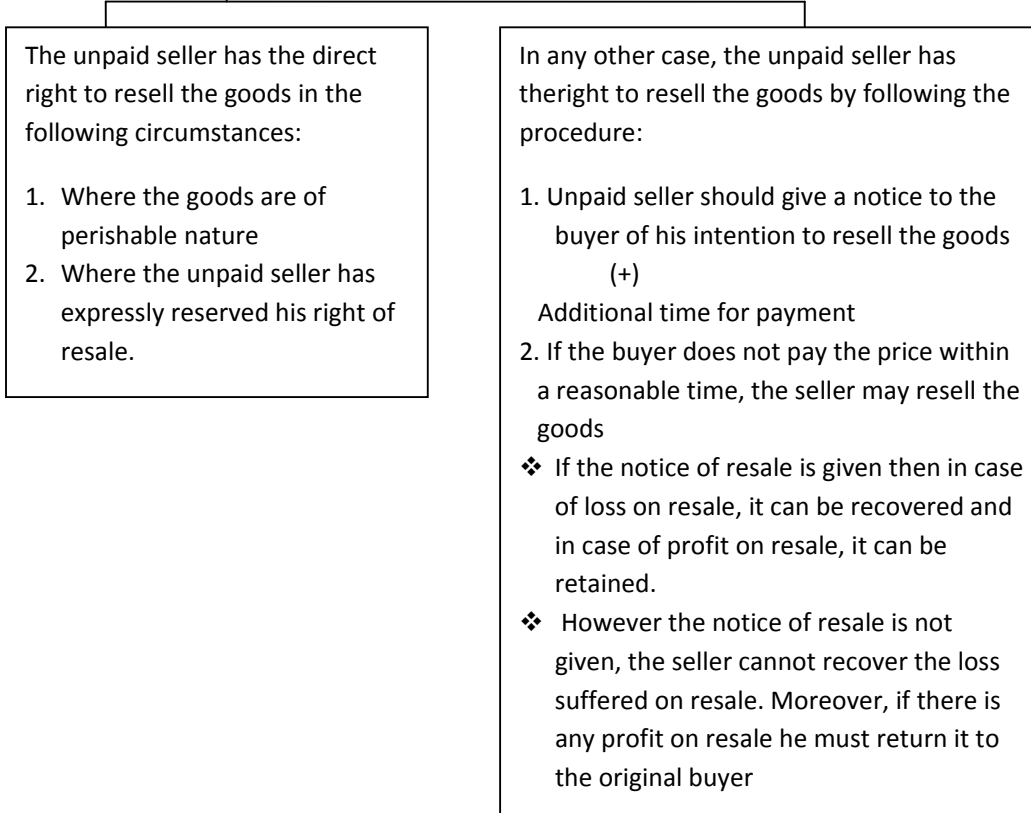 The unpaid seller has the direct
right to resell the goods in the
following circumstances:
1. Where the goods are of
perishable nature
2. Where the unpaid seller has
expressly reserved his right of
resale.
In any other case, the unpaid seller has
theright to resell the goods by following the
procedure:
1. Unpaid seller should give a notice to the
buyer of his intention to resell the goods
(+)
Additional time for payment
2. If the buyer does not pay the price within
a reasonable time, the seller may resell the
goods
❖ If the notice of resale is given then in case
of loss on resale, it can be recovered and
in case of profit on resale, it can be
retained.
❖ However the notice of resale is not
given, the seller cannot recover the loss
suffered on resale. Moreover, if there is
any profit on resale he must return it to
the original buyer